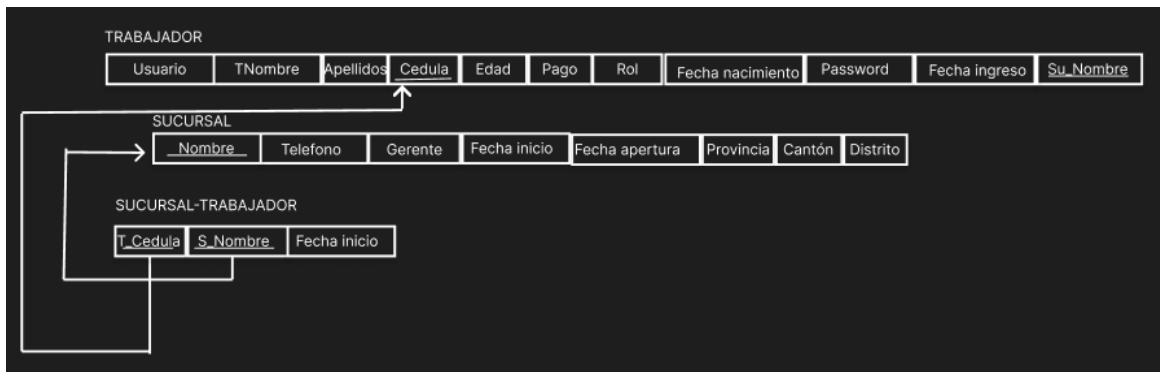 TRABAJADOR
Usuario TNombre Apellidos Cedula Edad Pago Rol Fecha nacimiento Password Fecha ingreso Su_Nombre
SUCURSAL
Nombre Telefono Gerente Fecha inicio Fecha apertura Provincia Cantón Distrito
SUCURSAL-TRABAJADOR
T_Cedula S_Nombre Fecha inicio